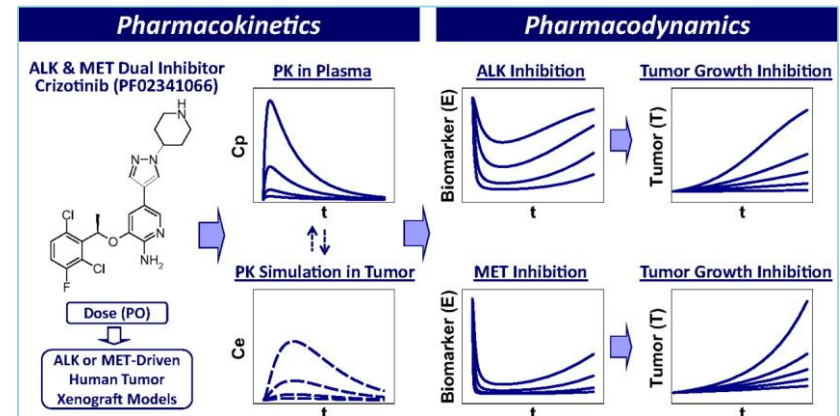 Pharmacokinetics
Pharmacodynamics
ALK & MET Dual Inhibitor
Crizotinib (PF02341066)
H
N
N
N
Cl
O
N
Cl
NH2
F
Dose (PO)
ALK or MET-Driven
Human Tumor
Xenograft Models
PK in Plasma
Cp
t
PK Simulation in Tumor
Ce
t
ALK Inhibition
Biomarker (E)
t
Tumor Growth Inhibition
Tumor (T)
t
MET Inhibition
Biomarker (E)
t
Tumor Growth Inhibition
Tumor (T)
t